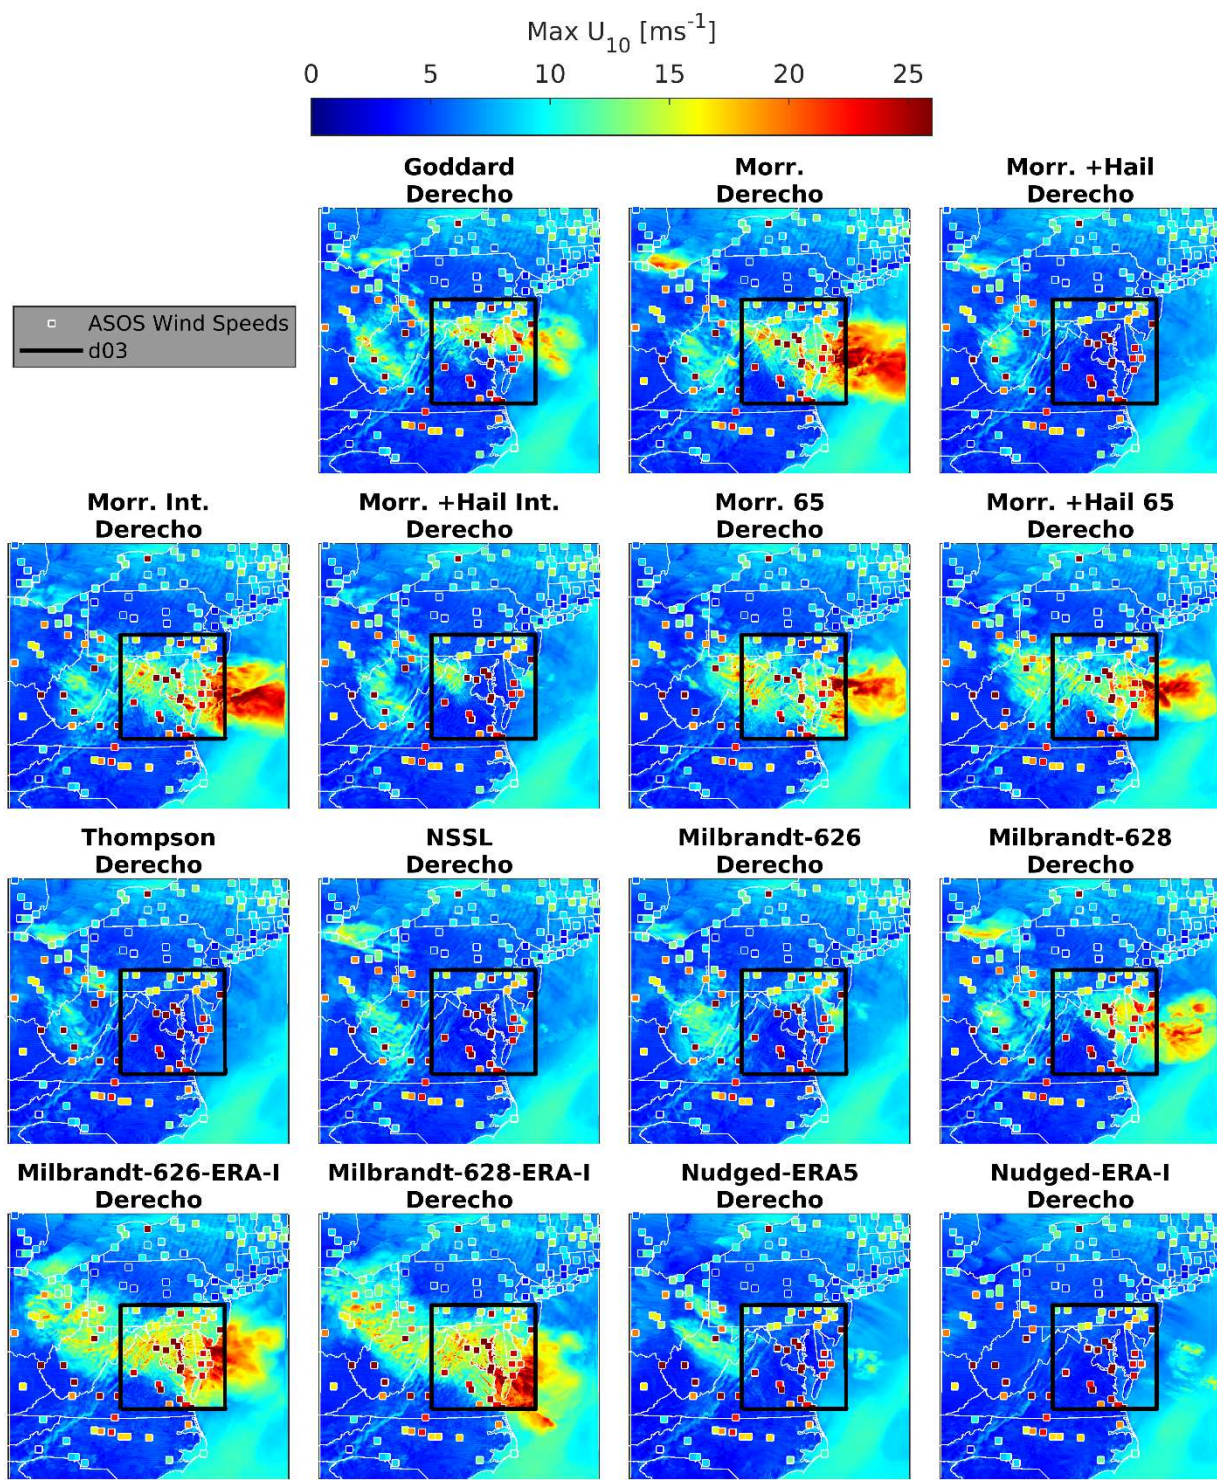 Max U10 [ms-1]
0 5 10 15 20 25
Goddard
Derecho
Morr.
Derecho
Morr. +Hail
Derecho
ASOS Wind Speeds
d03
Morr. Int.
Derecho
Morr. +Hail Int.
Derecho
Morr. 65
Derecho
Morr. +Hail 65
Derecho
Thompson
Derecho
NSSL
Derecho
Milbrandt-626
Derecho
Milbrandt-628
Derecho
Milbrandt-626-ERA-I
Derecho
Milbrandt-628-ERA-I
Derecho
Nudged-ERA5
Derecho
Nudged-ERA-I
Derecho